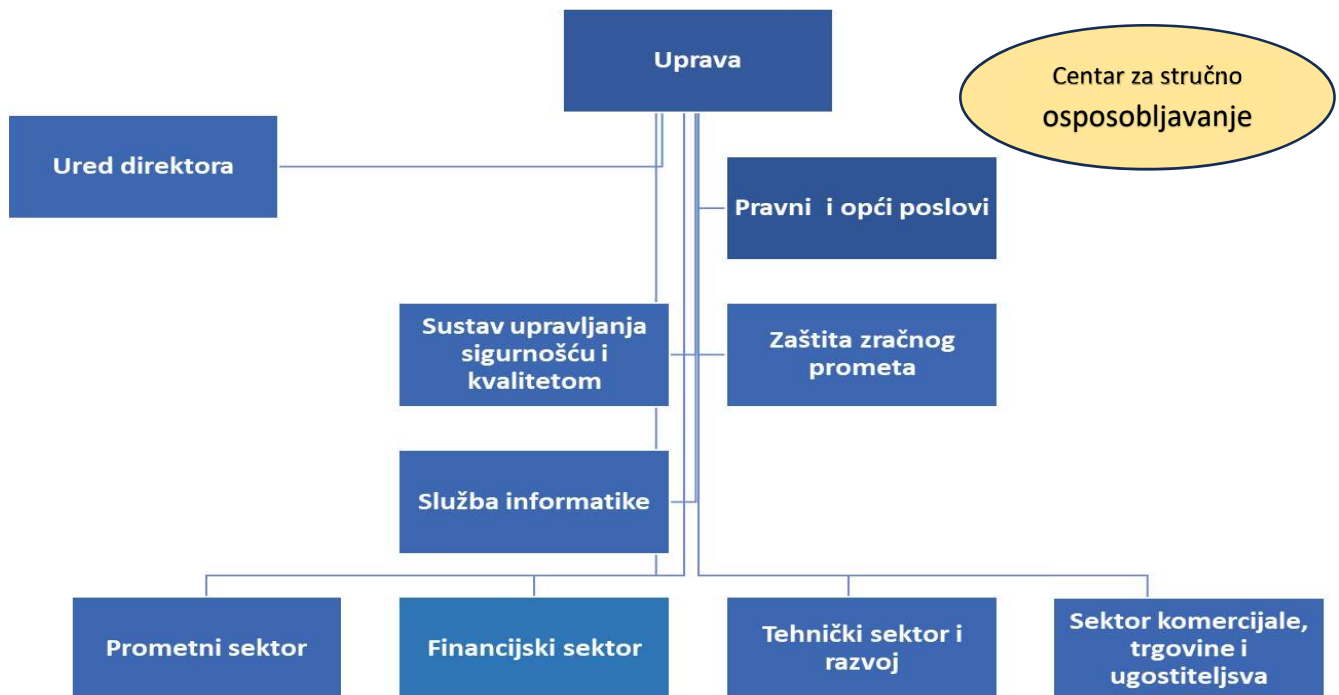 Uprava
Centar za stručno
osposobljavanje
Ured direktora
Pravni i opći poslovi
Sustav upravljanja
sigurnošću i
kvalitetom
Zaštita zračnog
prometa
Služba informatike
Prometni sektor
Financijski sektor
Tehnički sektor i
razvoj
Sektor komercijale,
trgovine i
ugostiteljsva